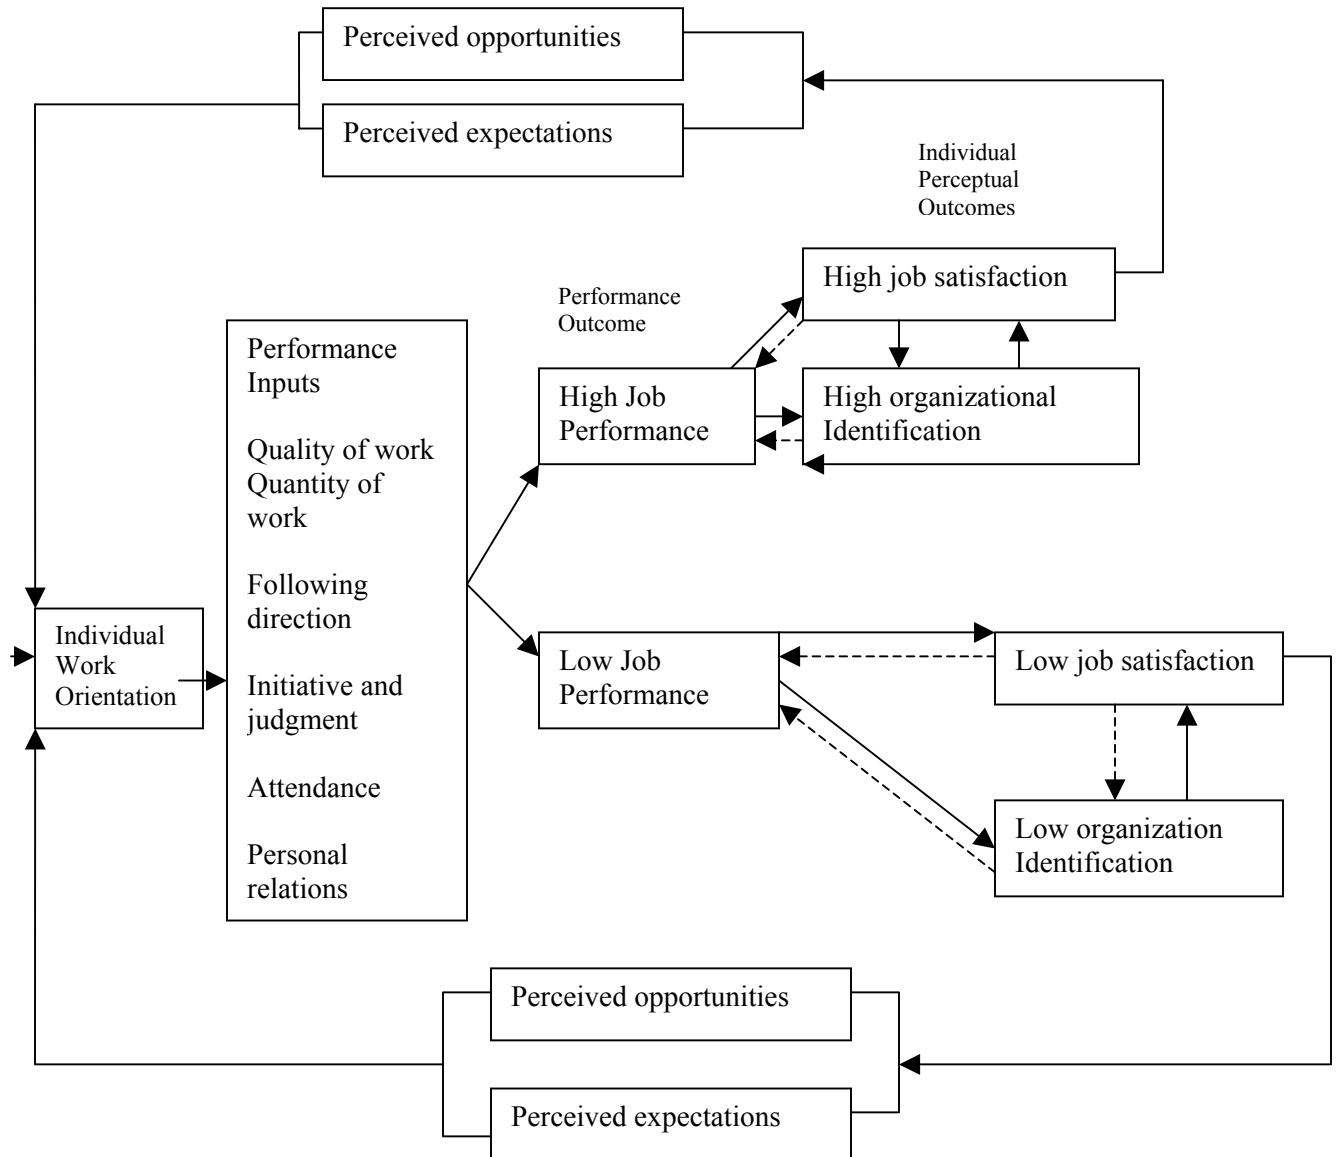 Perceived opportunities
Perceived expectations
Individual
Perceptual
Outcomes
High job satisfaction
Performance
Outcome
High Job
Performance
High organizational
Identification
Performance
Inputs
Quality of work
Quantity of
work
Following
direction
Initiative and
judgment
Attendance
Personal
relations
Individual
Work
Orientation
Low Job
Performance
Low job satisfaction
Low organization
Identification
Perceived opportunities
Perceived expectations